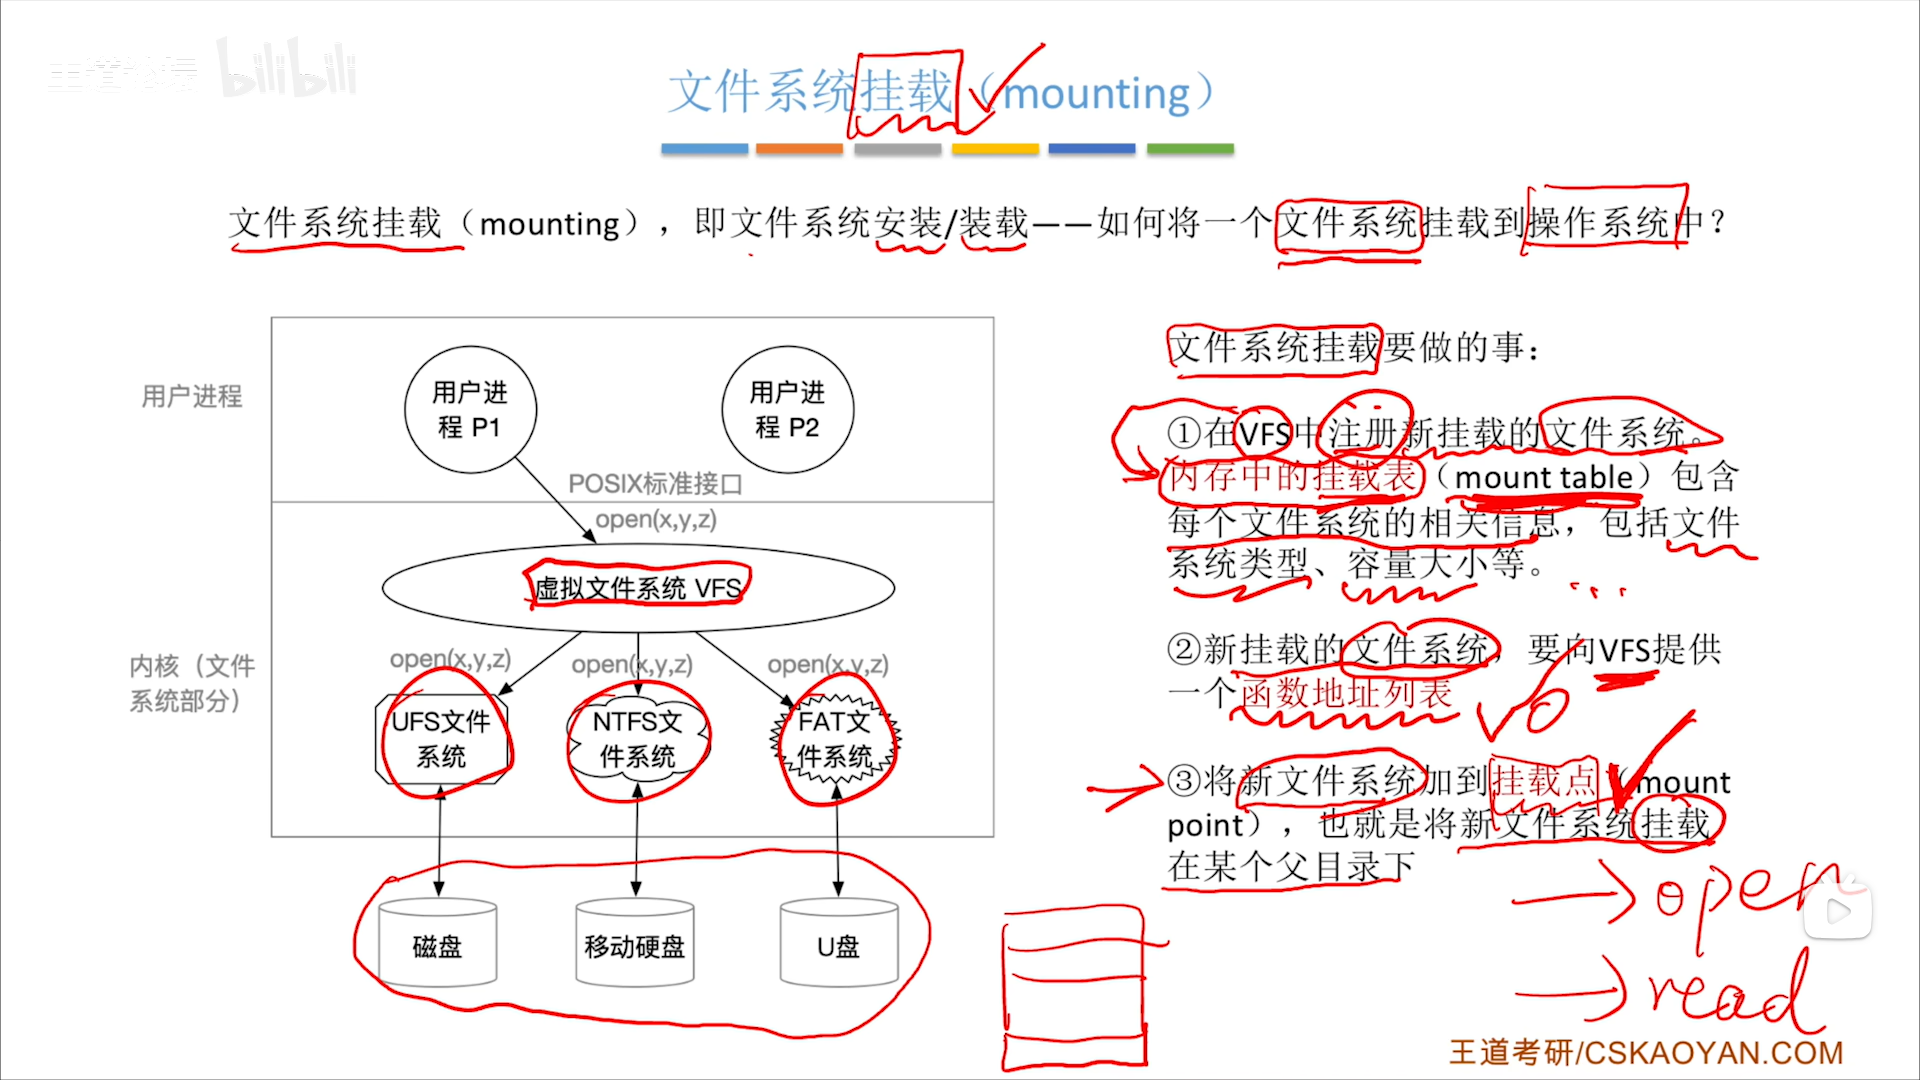 王道论坛 bilibili
文件系统挂载（mounting）
文件系统挂载（mounting），即文件系统安装/装载——如何将一个文件系统挂载到操作系统中？
用户进程
用户进
程 P1
用户进
程 P2
POSIX标准接口
open(x,y,z)
虚拟文件系统 VFS
内核（文件
系统部分）
open(x,y,z)
open(x,y,z)
open(x,y,z)
UFS文件
系统
NTFS文
件系统
FAT文
件系统
磁盘
移动硬盘
U盘
文件系统挂载要做的事：
①在VFS中注册新挂载的文件系统。
内存中的挂载表（mount table）包含
每个文件系统的相关信息，包括文件
系统类型、容量大小等。
②新挂载的文件系统，要向VFS提供
一个函数地址列表
③将新文件系统加到挂载点（mount
point），也就是将新文件系统挂载
在某个父目录下
open
read
王道考研/CSKAOYAN.COM